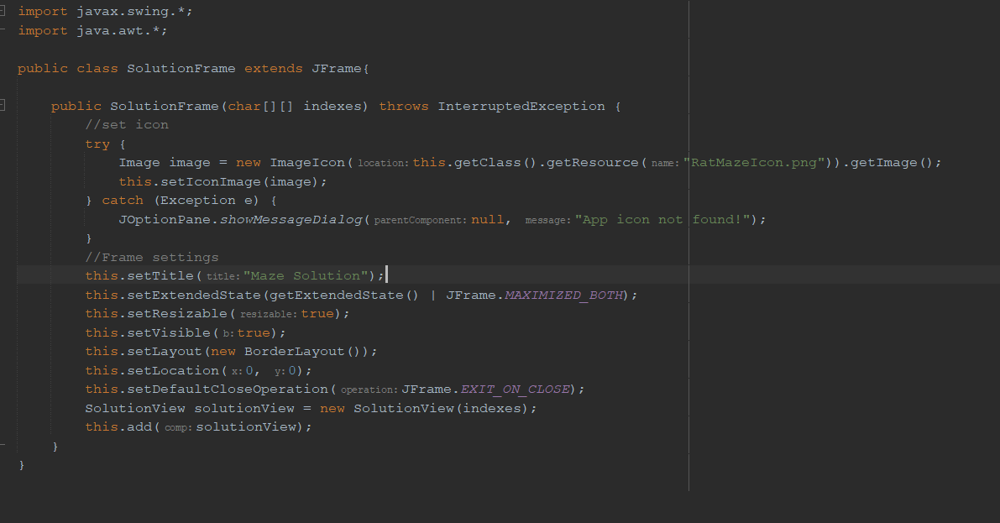 import javax.swing.*;
import java.awt.*;
public class SolutionFrame extends JFrame{
public SolutionFrame(char[][] indexes) throws InterruptedException {
//set icon
try {
Image image = new ImageIcon( location: this.getClass().getResource( name: "RatMazeIcon.png")).getImage();
this.setIconImage(image);
} catch (Exception e) {
JOptionPane.showMessageDialog( parentComponent: null, message: "App icon not found!");
}
//Frame settings
this.setTitle( title: "Maze Solution");
this.setExtendedState(getExtendedState() | JFrame.MAXIMIZED_BOTH);
this.setResizable( resizable: true);
this.setVisible( b: true);
this.setLayout(new BorderLayout());
this.setLocation( x: 0, y: 0);
this.setDefaultCloseOperation( operation: JFrame.EXIT_ON_CLOSE);
SolutionView solutionView = new SolutionView(indexes);
this.add( comp: solutionView);
}
}